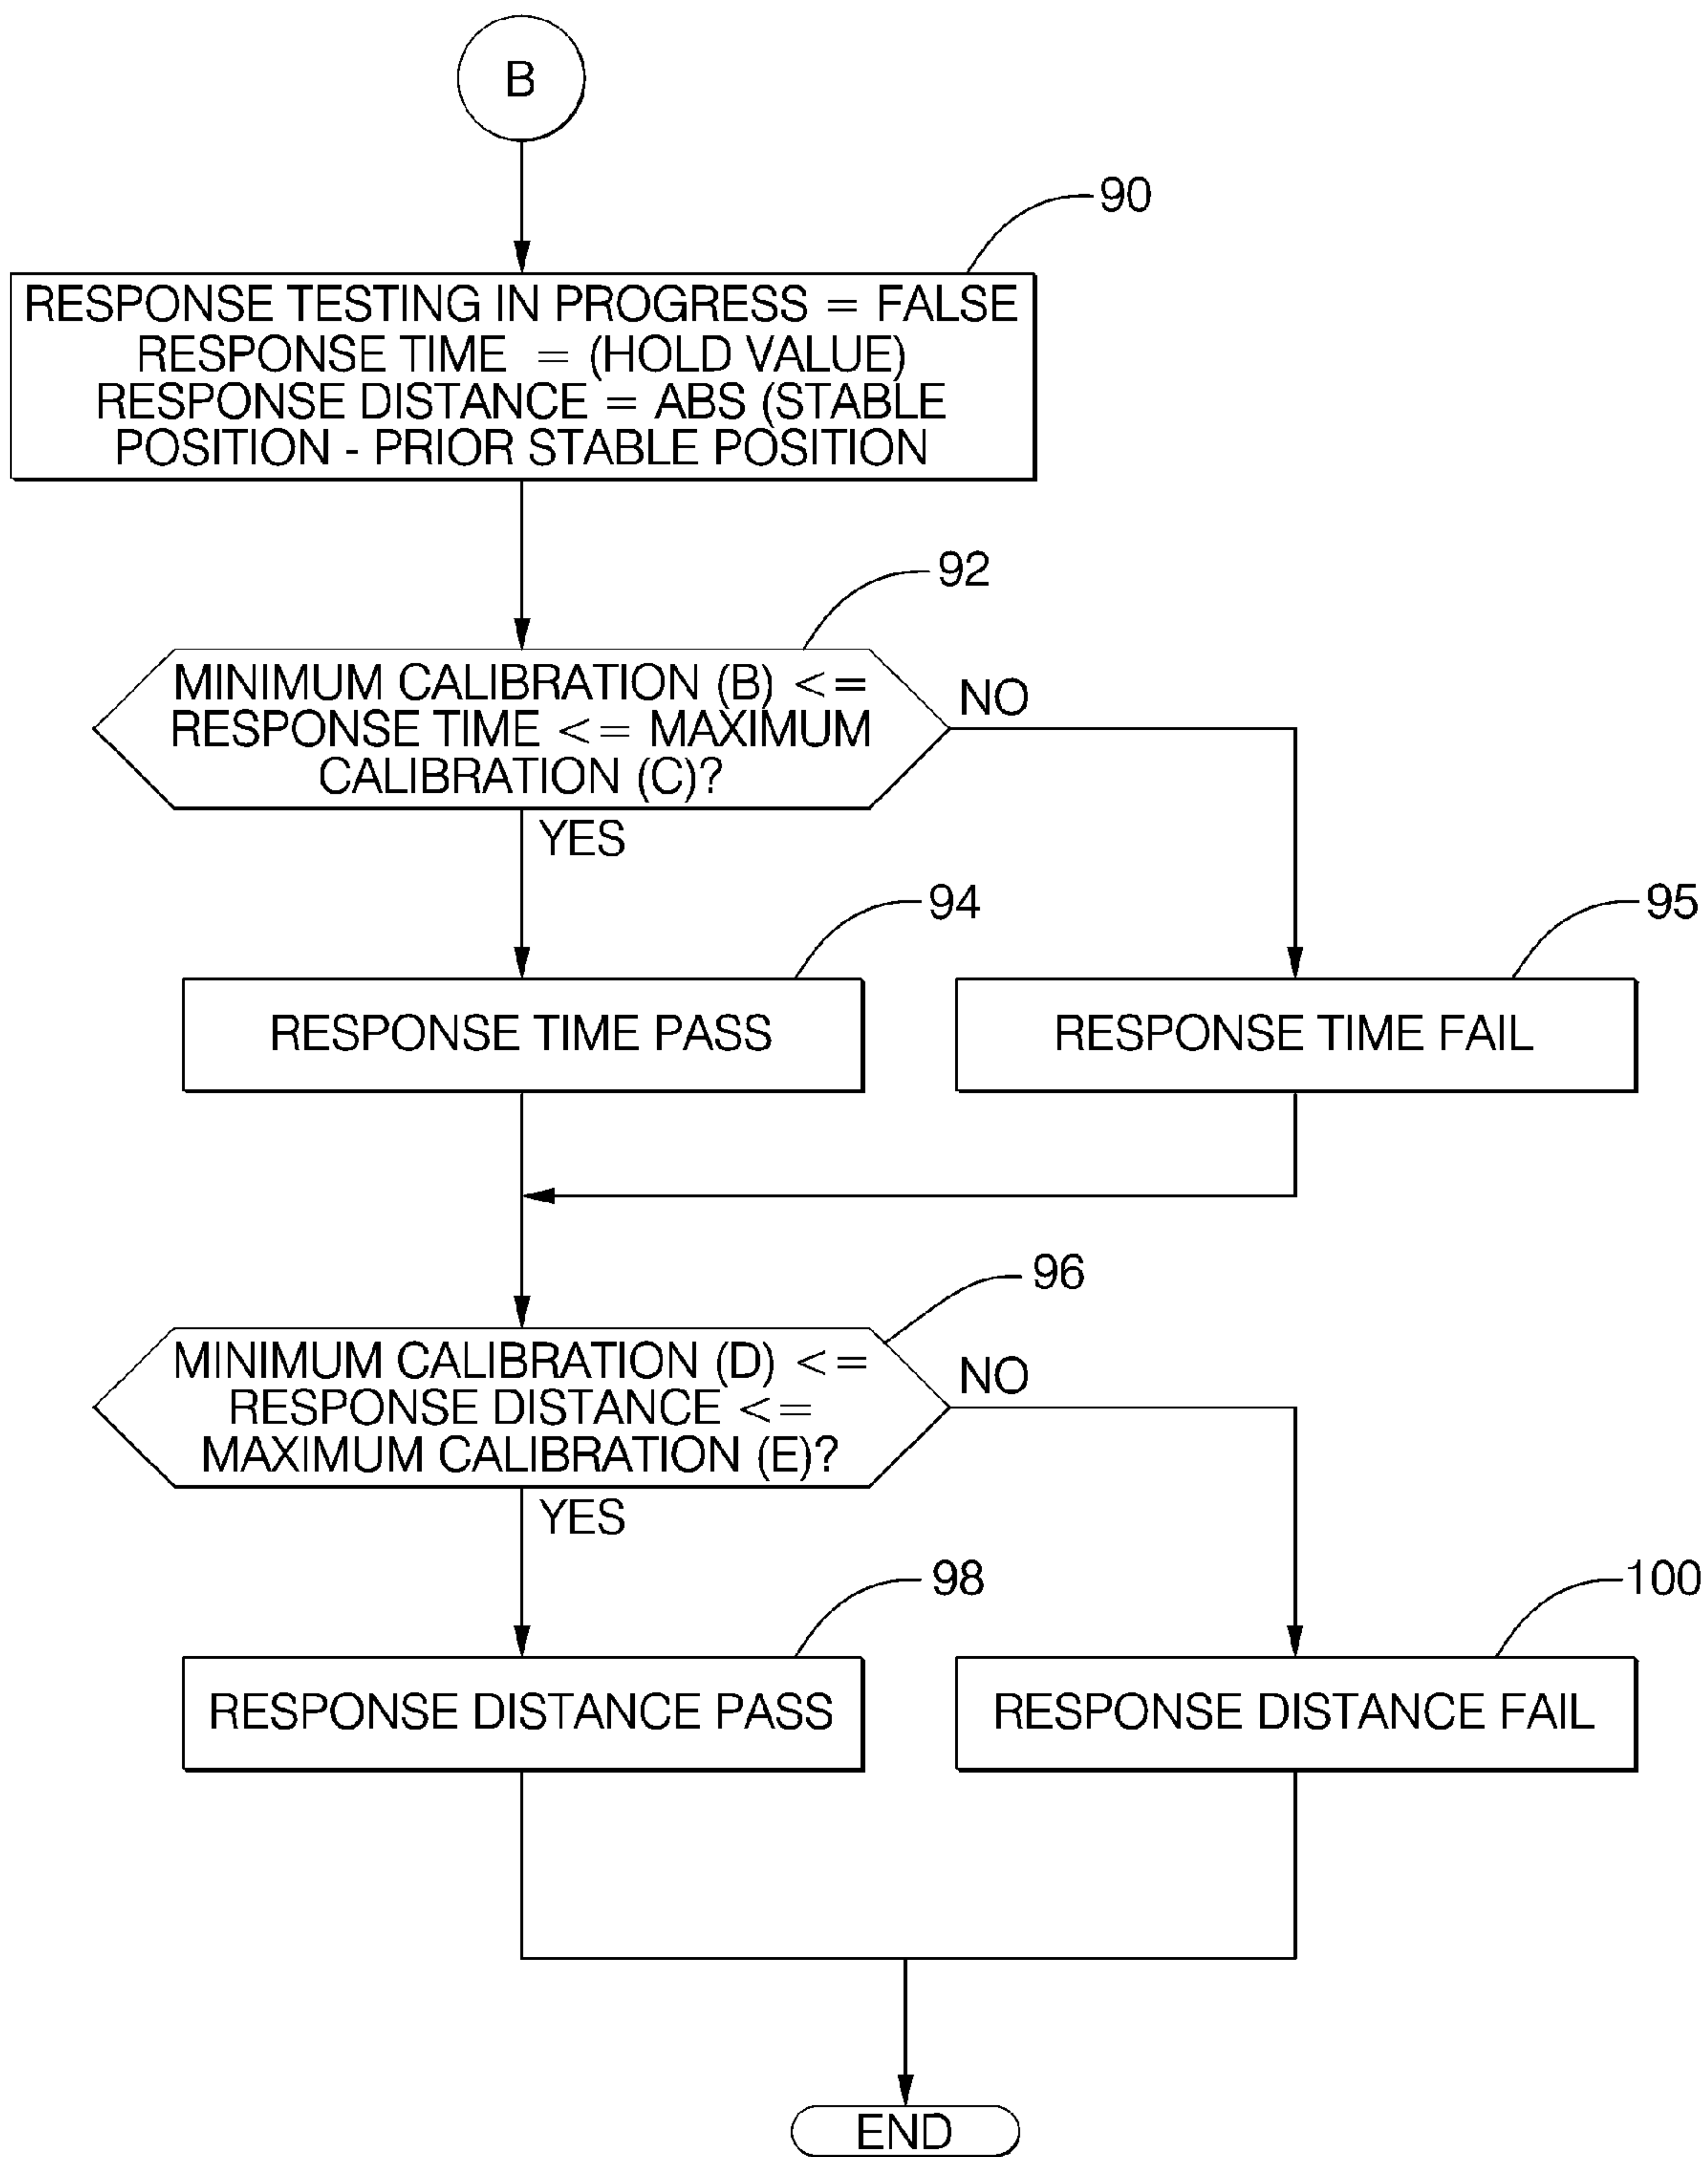 B
90
RESPONSE TESTING IN PROGRESS = FALSE
RESPONSE TIME = (HOLD VALUE)
RESPONSE DISTANCE = ABS (STABLE
POSITION - PRIOR STABLE POSITION
92
MINIMUM CALIBRATION (B) <=
RESPONSE TIME <= MAXIMUM
CALIBRATION (C)?
NO
YES
94
95
RESPONSE TIME PASS
RESPONSE TIME FAIL
96
MINIMUM CALIBRATION (D) <=
RESPONSE DISTANCE <=
MAXIMUM CALIBRATION (E)?
NO
YES
98
100
RESPONSE DISTANCE PASS
RESPONSE DISTANCE FAIL
END